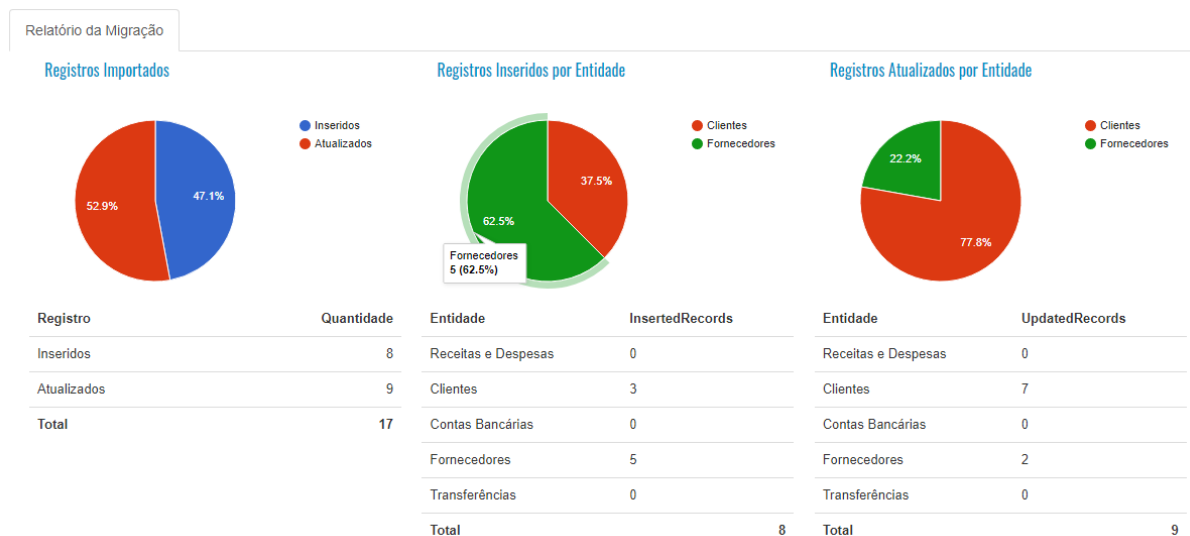 Relatório da Migração
Registros Importados
Inseridos
Atualizados
47.1%
52.9%
Registro Quantidade
Inseridos 8
Atualizados 9
Total 17
Registros Inseridos por Entidade
Clientes
Fornecedores
37.5%
62.5%
Fornecedores
5 (62.5%)
Entidade InsertedRecords
Receitas e Despesas 0
Clientes 3
Contas Bancárias 0
Fornecedores 5
Transferências 0
Total 8
Registros Atualizados por Entidade
Clientes
Fornecedores
22.2%
77.8%
Entidade UpdatedRecords
Receitas e Despesas 0
Clientes 7
Contas Bancárias 0
Fornecedores 2
Transferências 0
Total 9